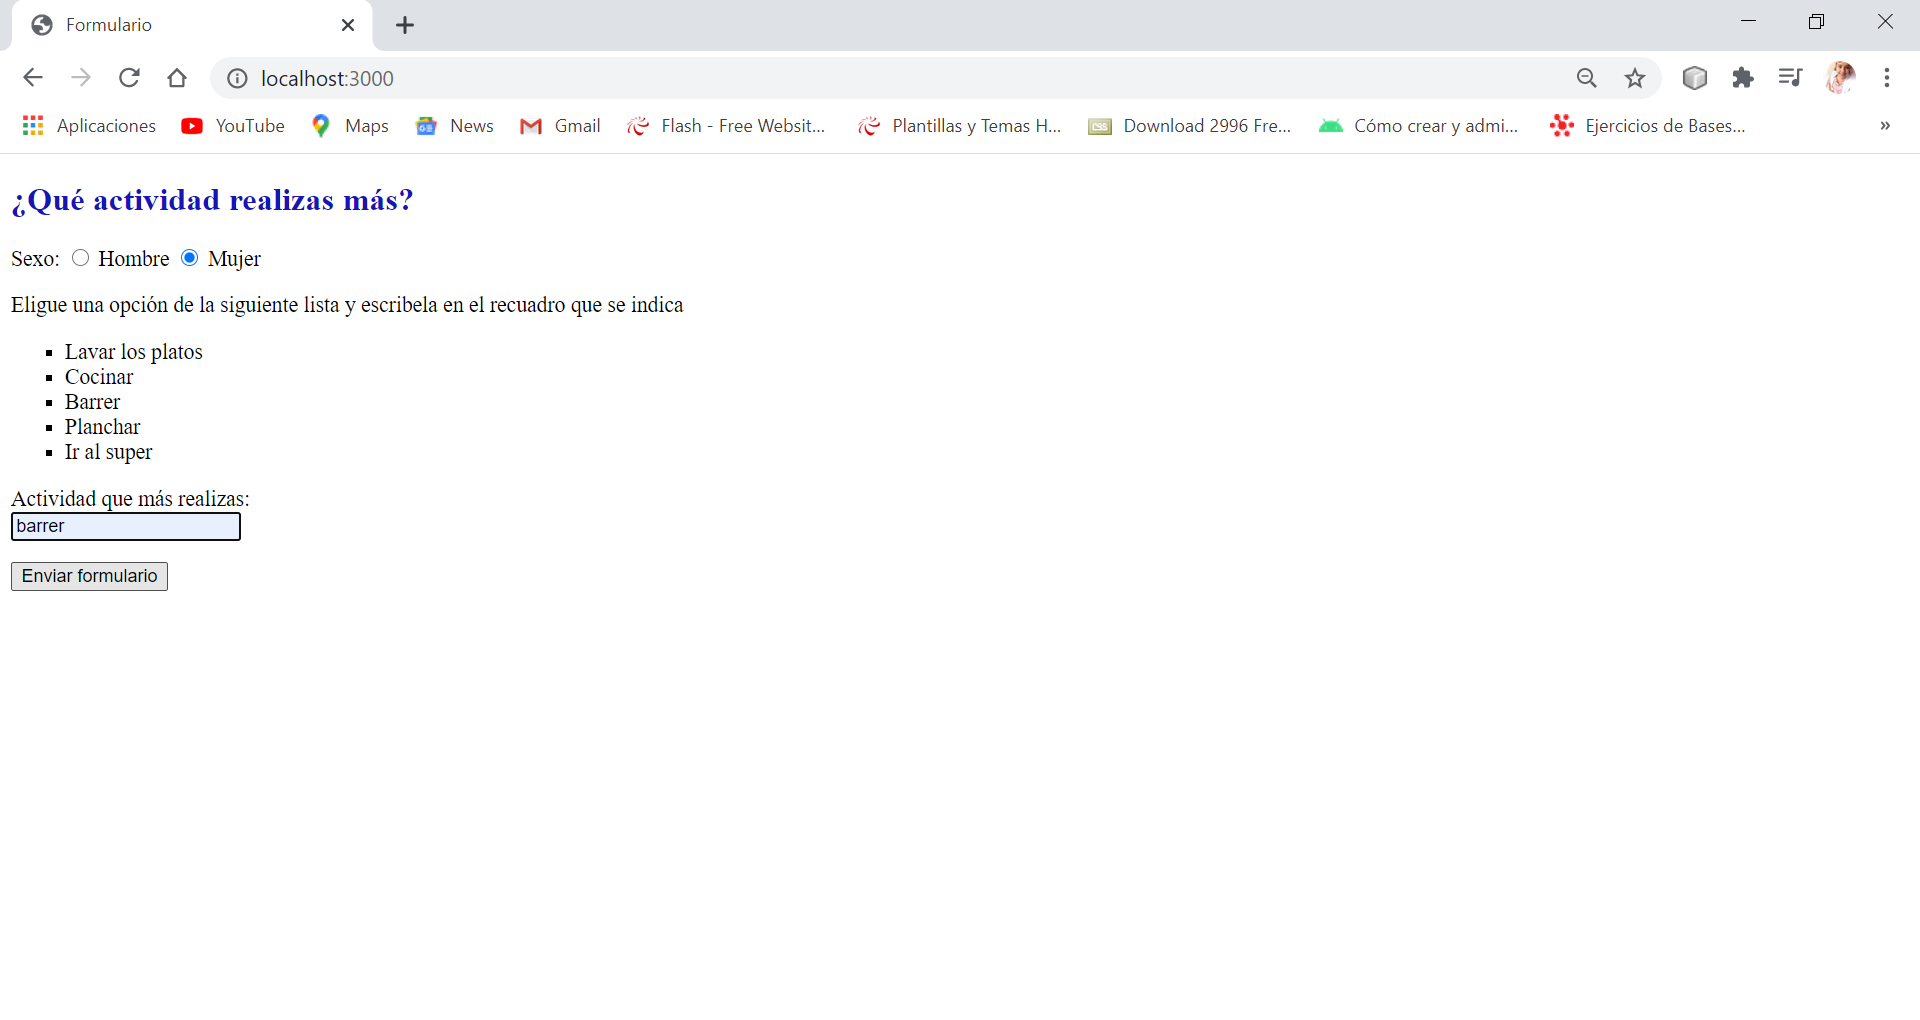 Formulario
localhost:3000
Aplicaciones YouTube Maps News Gmail Flash - Free Websit... Plantillas y Temas H... Download 2996 Fre... Cómo crear y admi... Ejercicios de Bases... »
¿Qué actividad realizas más?
Sexo: Hombre Mujer
Eligue una opción de la siguiente lista y escribela en el recuadro que se indica
Lavar los platos
Cocinar
Barrer
Planchar
Ir al super
Actividad que más realizas:
barrer
Enviar formulario